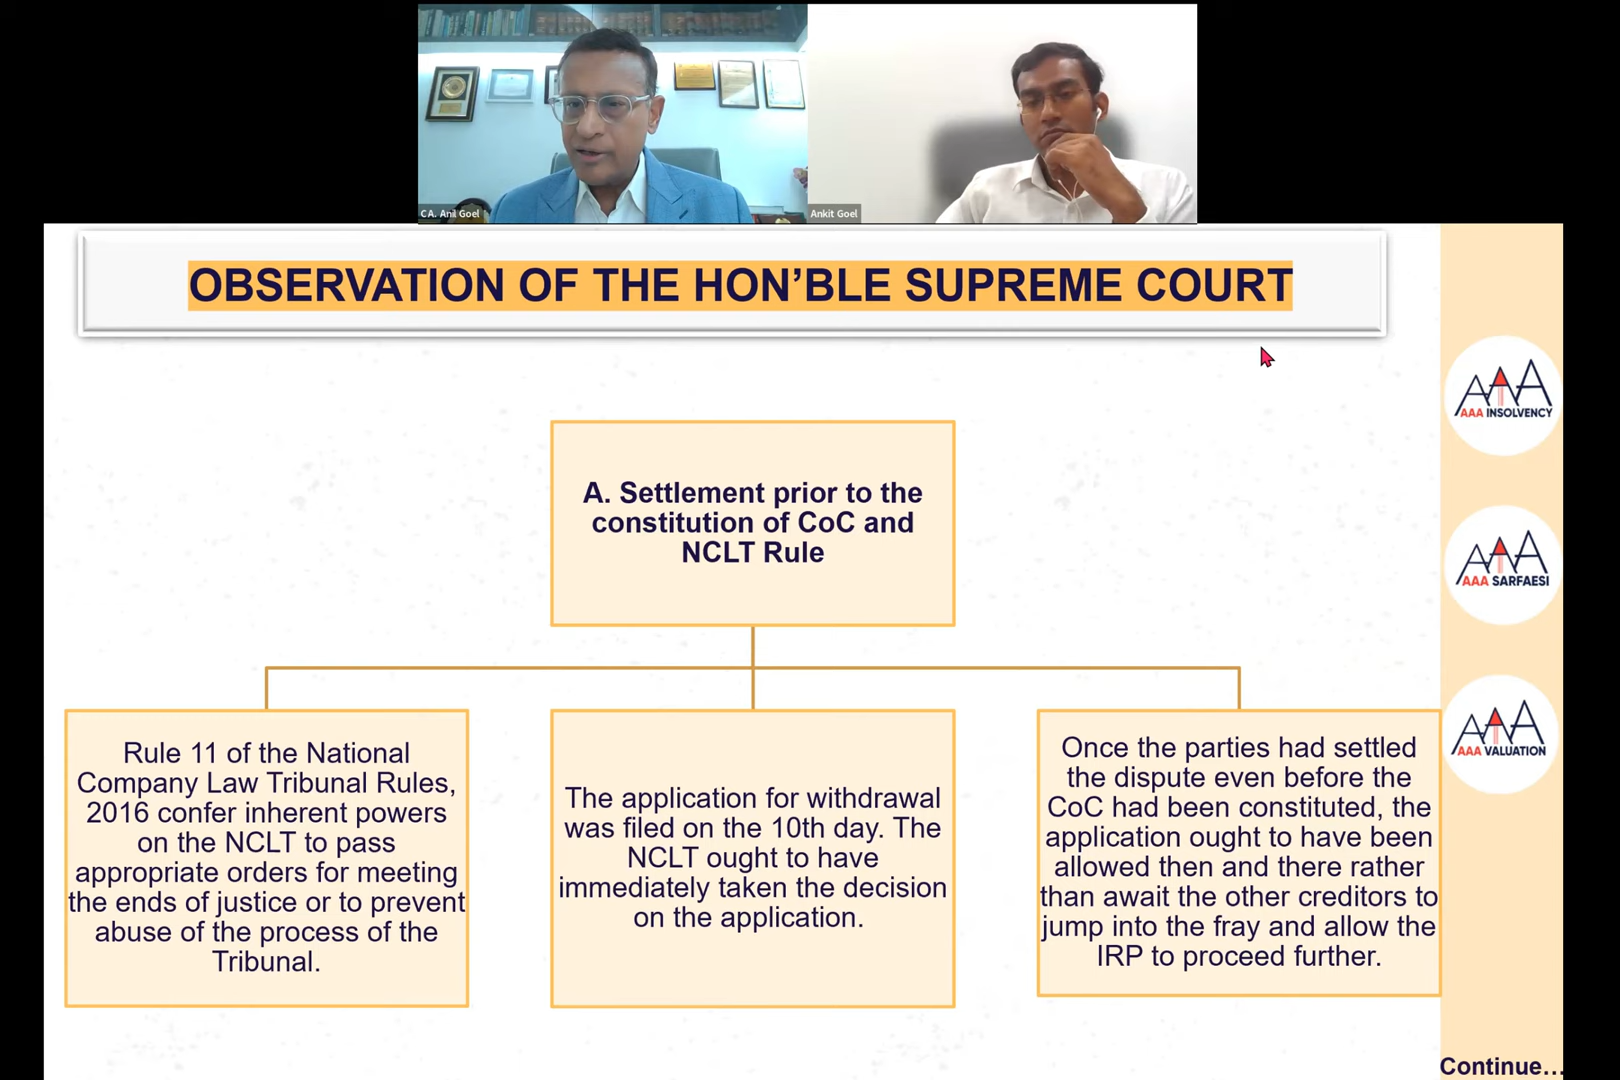 CA. Anil Goel
Ankit Goel
OBSERVATION OF THE HON’BLE SUPREME COURT
A. Settlement prior to the
constitution of CoC and
NCLT Rule
Rule 11 of the National
Company Law Tribunal Rules,
2016 confer inherent powers
on the NCLT to pass
appropriate orders for meeting
the ends of justice or to prevent
abuse of the process of the
Tribunal.
The application for withdrawal
was filed on the 10th day. The
NCLT ought to have
immediately taken the decision
on the application.
Once the parties had settled
the dispute even before the
CoC had been constituted, the
application ought to have been
allowed then and there rather
than await the other creditors to
jump into the fray and allow the
IRP to proceed further.
AAA
AAA INSOLVENCY
AAA
AAA SARFAESI
AAA
AAA VALUATION
Continue...